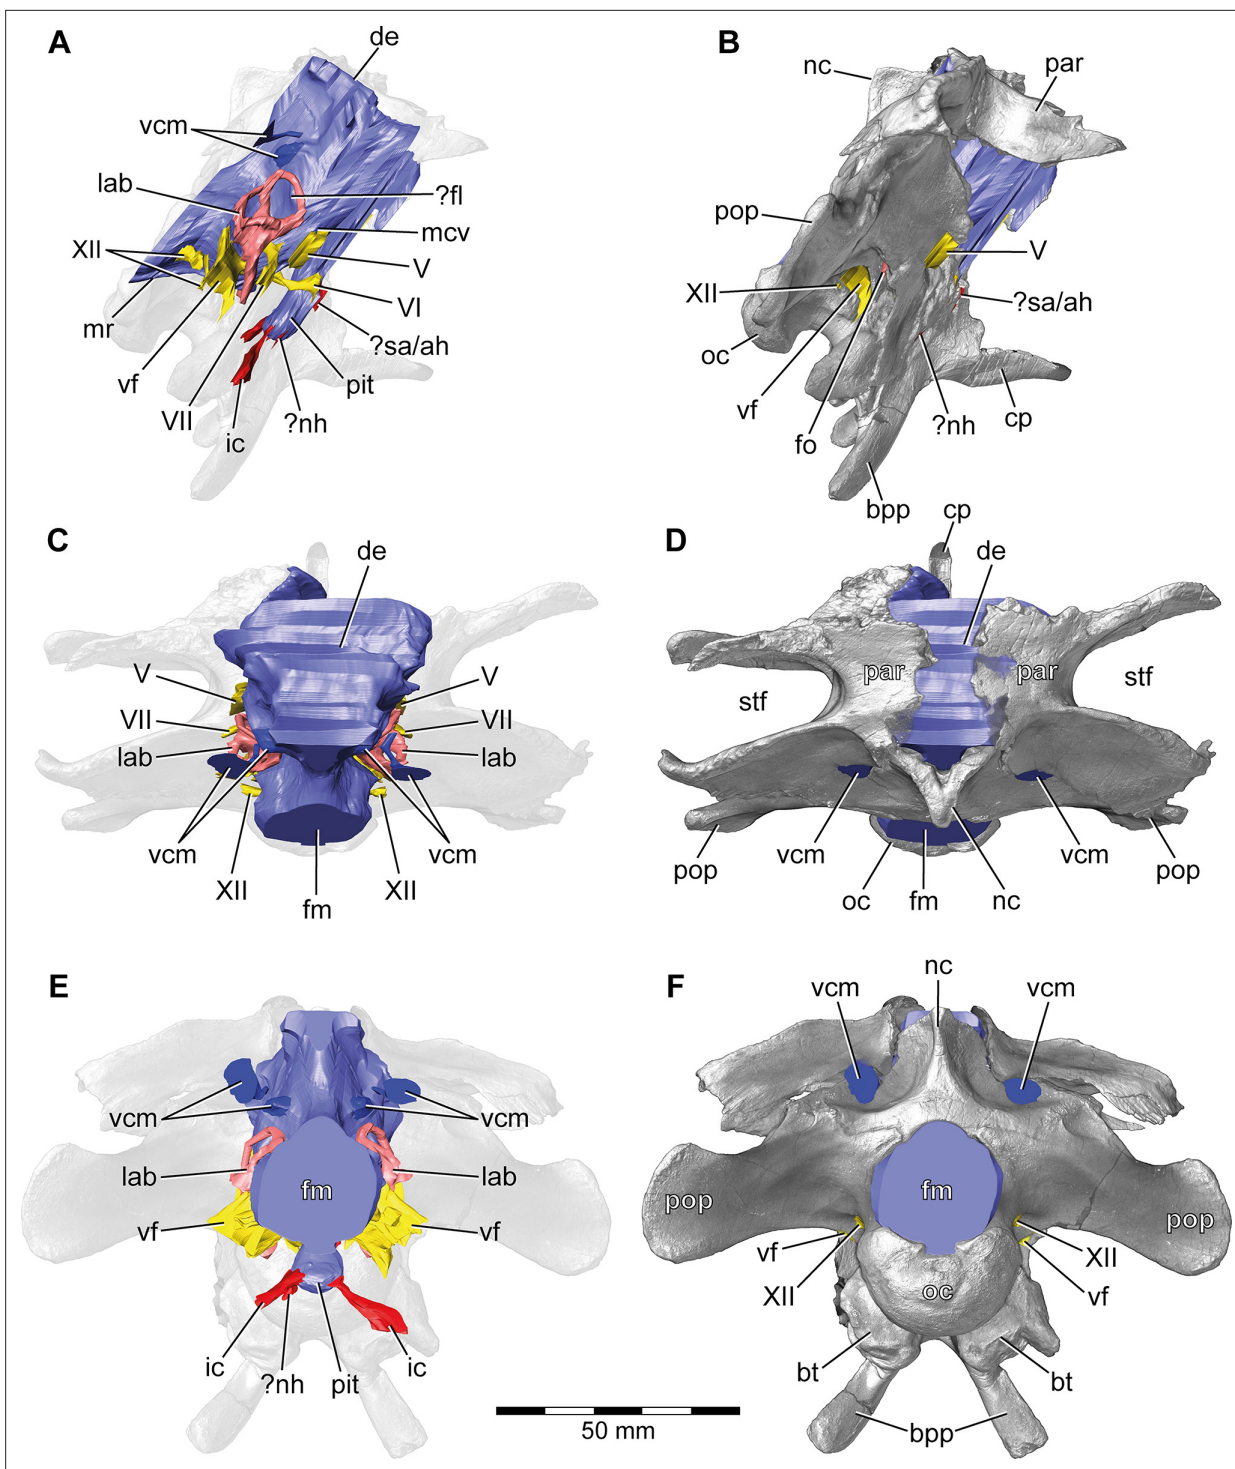 A
de
vcm
lab
?fl
mcv
XII
V
VI
mr
?sa/ah
vf
pit
VII
?nh
ic
B
nc
par
pop
V
XII
?sa/ah
oc
vf
cp
fo
?nh
bpp
C
de
V
V
VII
VII
lab
lab
vcm
vcm
XII
XII
fm
D
cp
de
par
par
stf
stf
vcm
vcm
pop
pop
oc
fm
nc
E
vcm
vcm
lab
lab
fm
vf
vf
ic
ic
?nh
pit
50 mm
F
nc
vcm
vcm
fm
pop
pop
vf
XII
XII
vf
oc
bt
bt
bpp